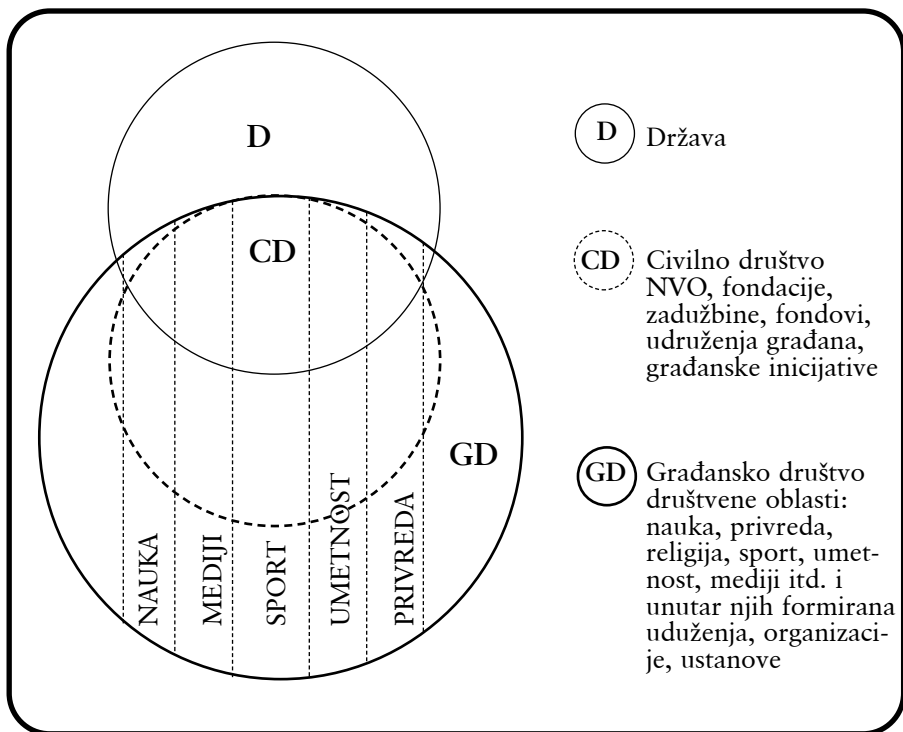 D
CD
GD
NAUKA
MEDIJI
SPORT
UMETNOST
PRIVREDA
D
Država
CD
Civilno društvo
NVO, fondacije,
zadužbine, fondovi,
udruženja građana,
građanske inicijative
GD
Građansko društvo
društvene oblasti:
nauka, privreda,
religija, sport, umet-
nost, mediji itd. i
unutar njih formirana
uduženja, organizaci-
je, ustanove